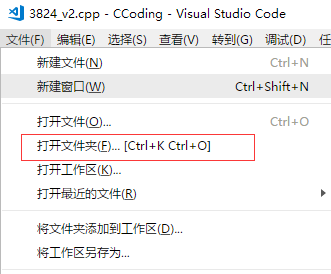 3824_v2.cpp - CCoding - Visual Studio Code
文件(F) 编辑(E) 选择(S) 查看(V) 转到(G) 调试(D)
新建文件(N) Ctrl+N
新建窗口(W) Ctrl+Shift+N
打开文件(O)... Ctrl+O
打开文件夹(F)... [Ctrl+K Ctrl+O]
打开工作区(K)...
打开最近的文件(R)
将文件夹添加到工作区(D)...
将工作区另存为...